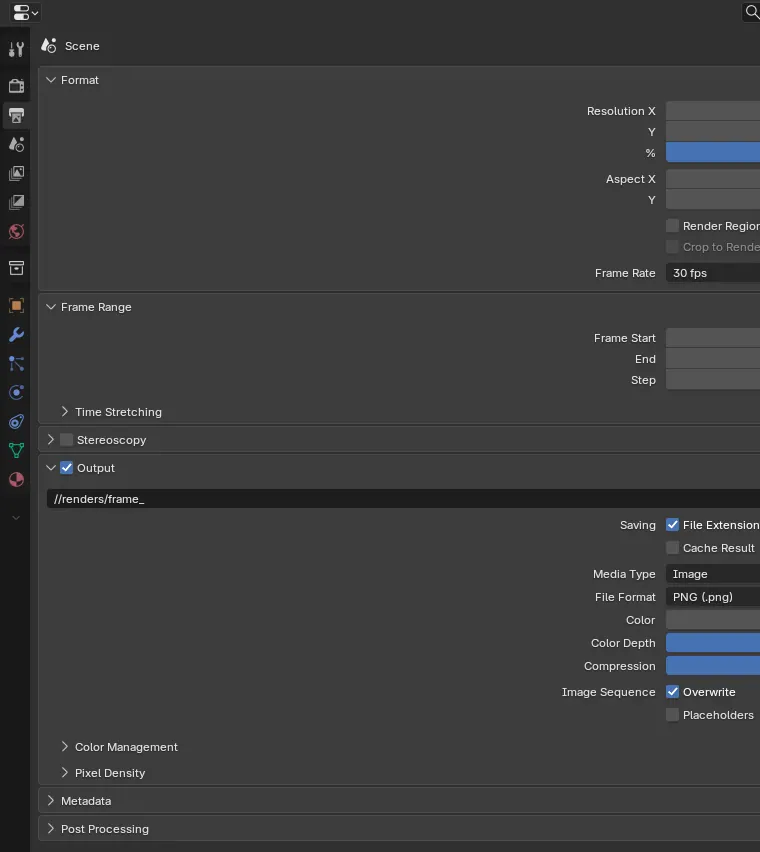 Scene
Format
Resolution X
Y
%
Aspect X
Y
Render Region
Crop to Rende
Frame Rate 30 fps
Frame Range
Frame Start
End
Step
Time Stretching
Stereoscopy
Output
//renders/frame_
Saving File Extension
Cache Result
Media Type Image
File Format PNG (.png)
Color
Color Depth
Compression
Image Sequence Overwrite
Placeholders
Color Management
Pixel Density
Metadata
Post Processing